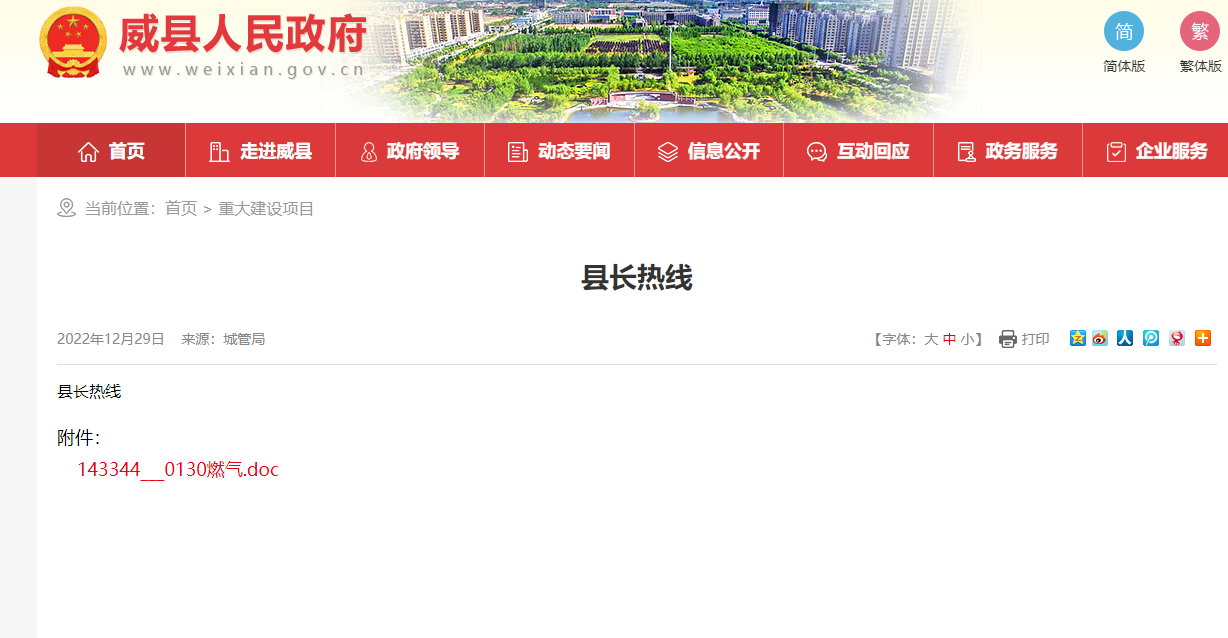 威县人民政府
www.weixian.gov.cn
简
繁
简体版
繁体版
首页
走进威县
政府领导
动态要闻
信息公开
互动回应
政务服务
企业服务
当前位置：首页 > 重大建设项目
县长热线
2022年12月29日 来源：城管局
【字体：大 中 小】 打印
县长热线
附件：
143344___0130燃气.doc